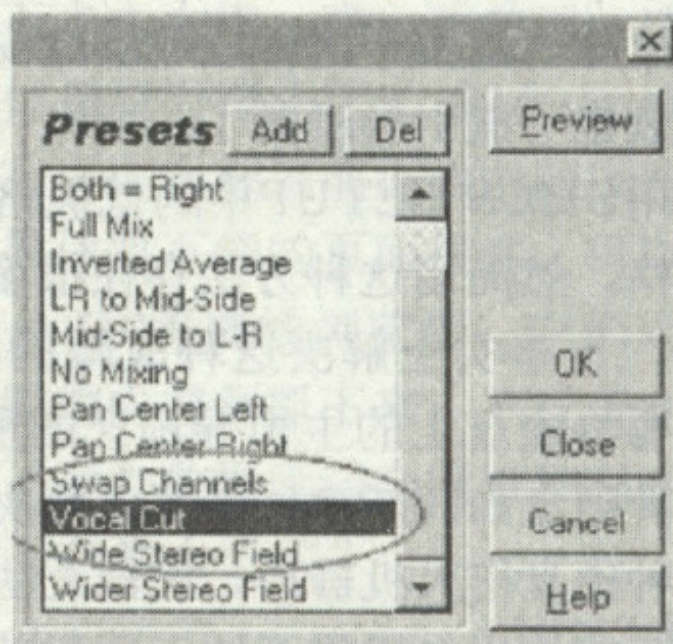 Presets Add Del Preview
Both = Right
Full Mix
Inverted Average
LR to Mid-Side
Mid-Side to L-R
No Mixing
Pan Center Left
Pan Center Right
Swap Channels
Vocal Cut
Wide Stereo Field
Wider Stereo Field
OK
Close
Cancel
Help